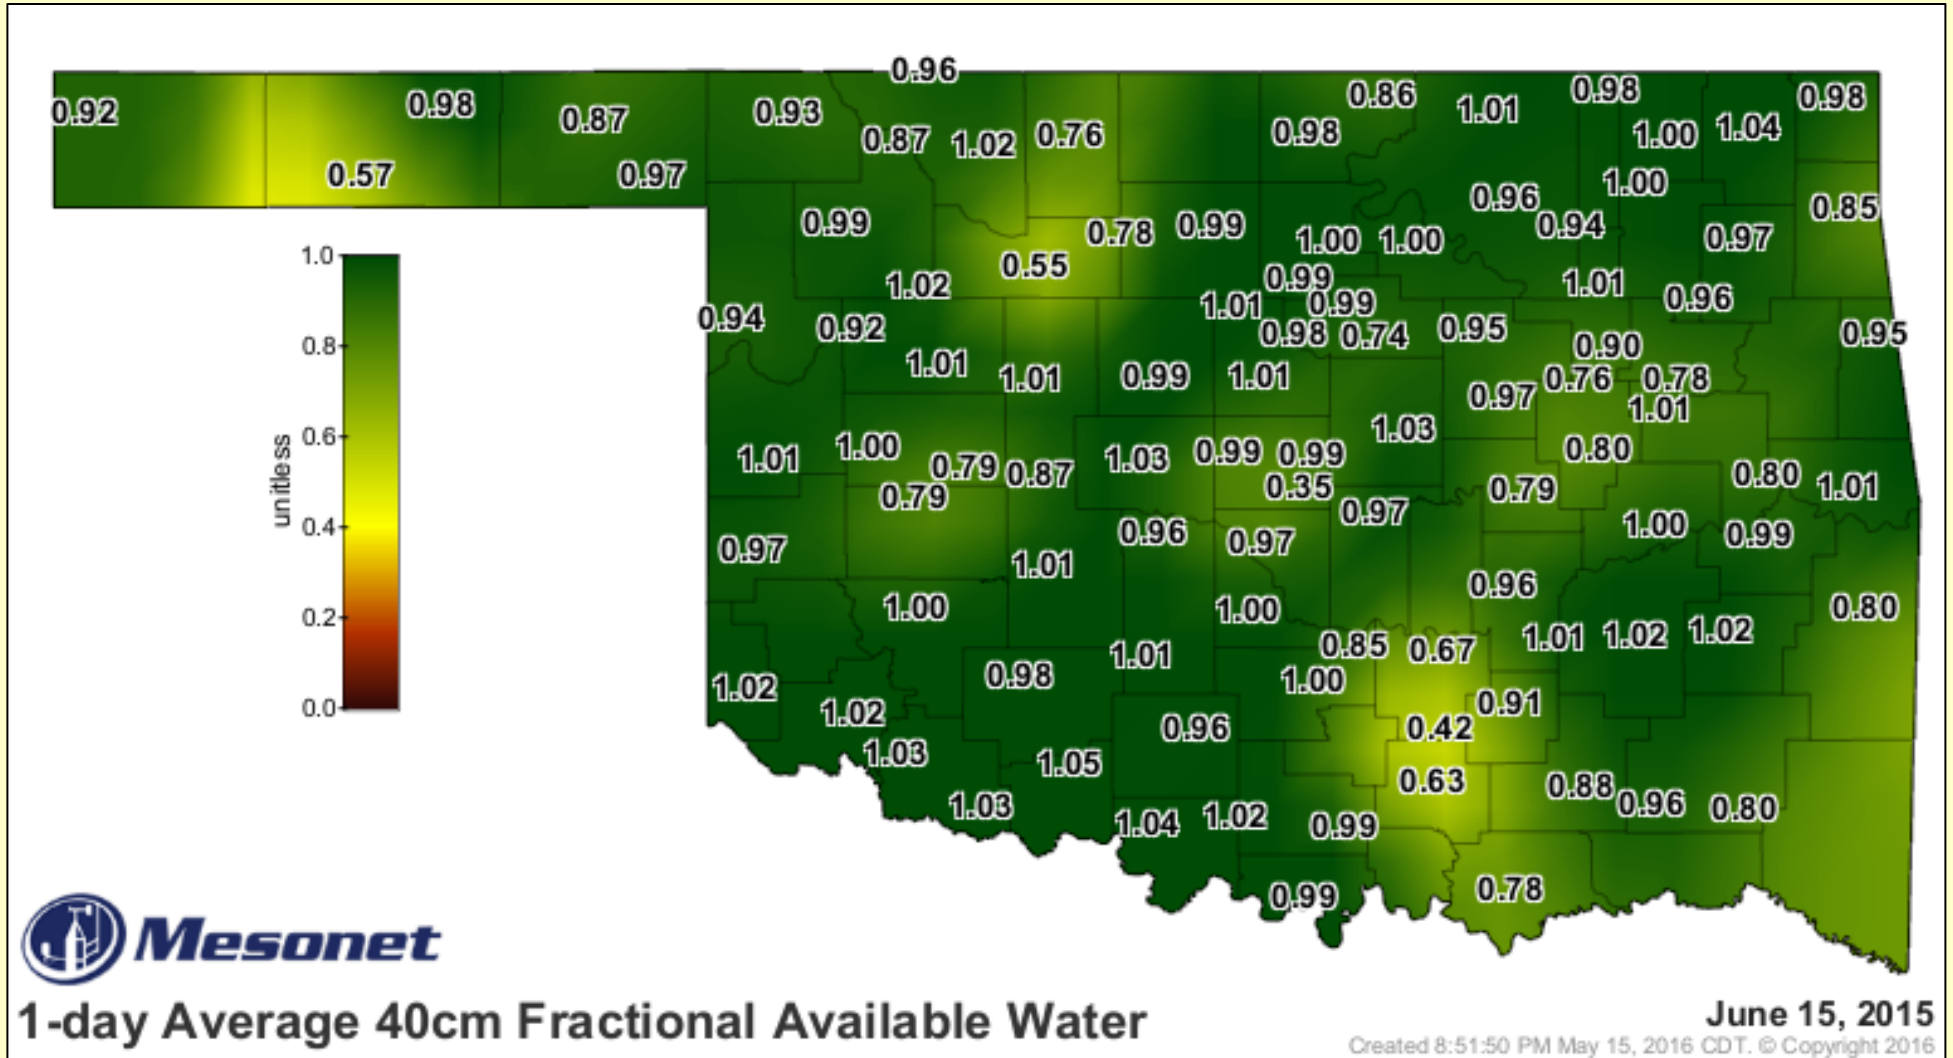 0.96
0.92 0.98 0.87 0.93 0.86 1.01 0.98 0.98
0.87 1.02 0.76 0.98 1.00 1.04
0.57 0.97 0.96 1.00 0.85
0.99 0.78 0.99 1.00 1.00 0.94 0.97
1.0
0.55 0.99 1.01 0.96
1.02 1.01 0.99
0.94 0.92 0.98 0.74 0.95 0.90 0.95
0.8
1.01 1.01 0.99 1.01 0.97 0.76 0.78
1.01
0.6
1.01 1.00 0.79 0.87 1.03 0.99 0.99 1.03 0.80
0.79 0.35 0.79 0.80 1.01
unitless
0.4
0.97 1.01 0.96 0.97 0.97 1.00 0.99
0.2
1.00 1.00 0.96 0.80
1.01 0.85 0.67 1.01 1.02 1.02
0.98 1.00
1.02 1.02 0.96 0.42 0.91
0.0
1.03 1.05 0.63
1.03 1.04 1.02 0.99 0.88 0.96 0.80
0.99 0.78
Mesonet
1-day Average 40cm Fractional Available Water
June 15, 2015
Created 8:51:50 PM May 15, 2016 CDT. © Copyright 2016